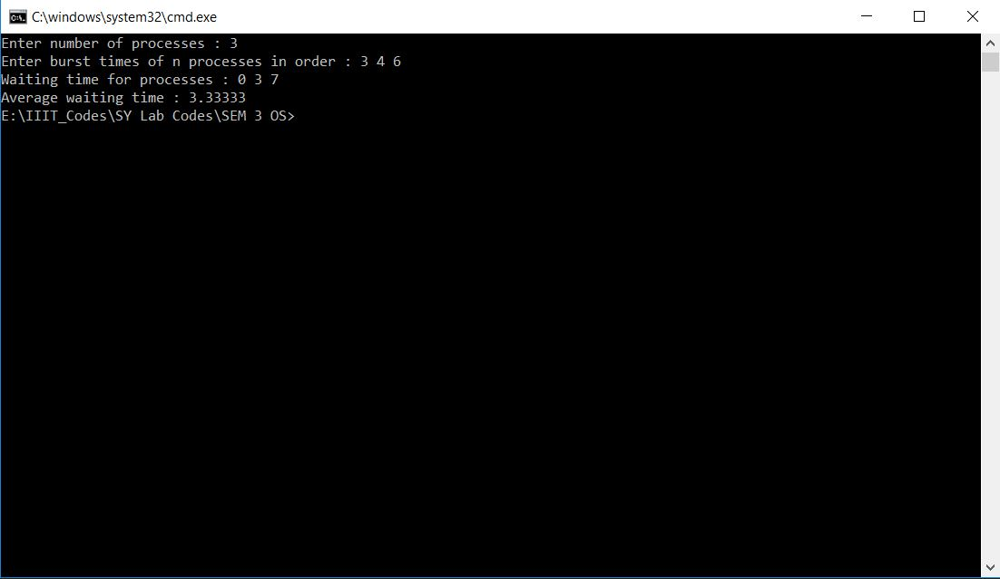 C:\windows\system32\cmd.exe
Enter number of processes : 3
Enter burst times of n processes in order : 3 4 6
Waiting time for processes : 0 3 7
Average waiting time : 3.33333
E:\IIIT_Codes\SY Lab Codes\SEM 3 OS>